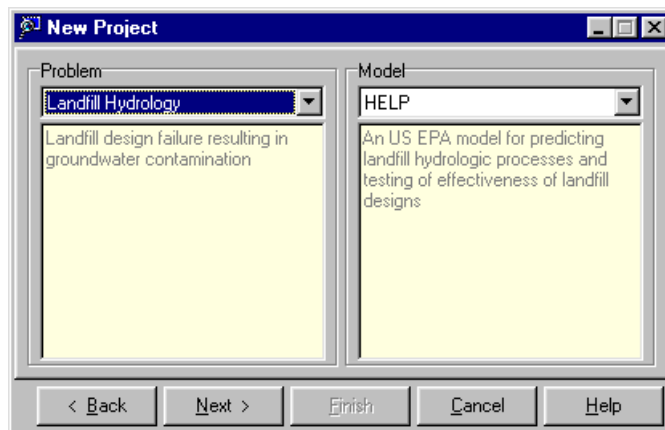 New Project
Problem
Landfill Hydrology
Landfill design failure resulting in
groundwater contamination
Model
HELP
An US EPA model for predicting
landfill hydrologic processes and
testing of effectiveness of landfill
designs
< Back
Next >
Finish
Cancel
Help